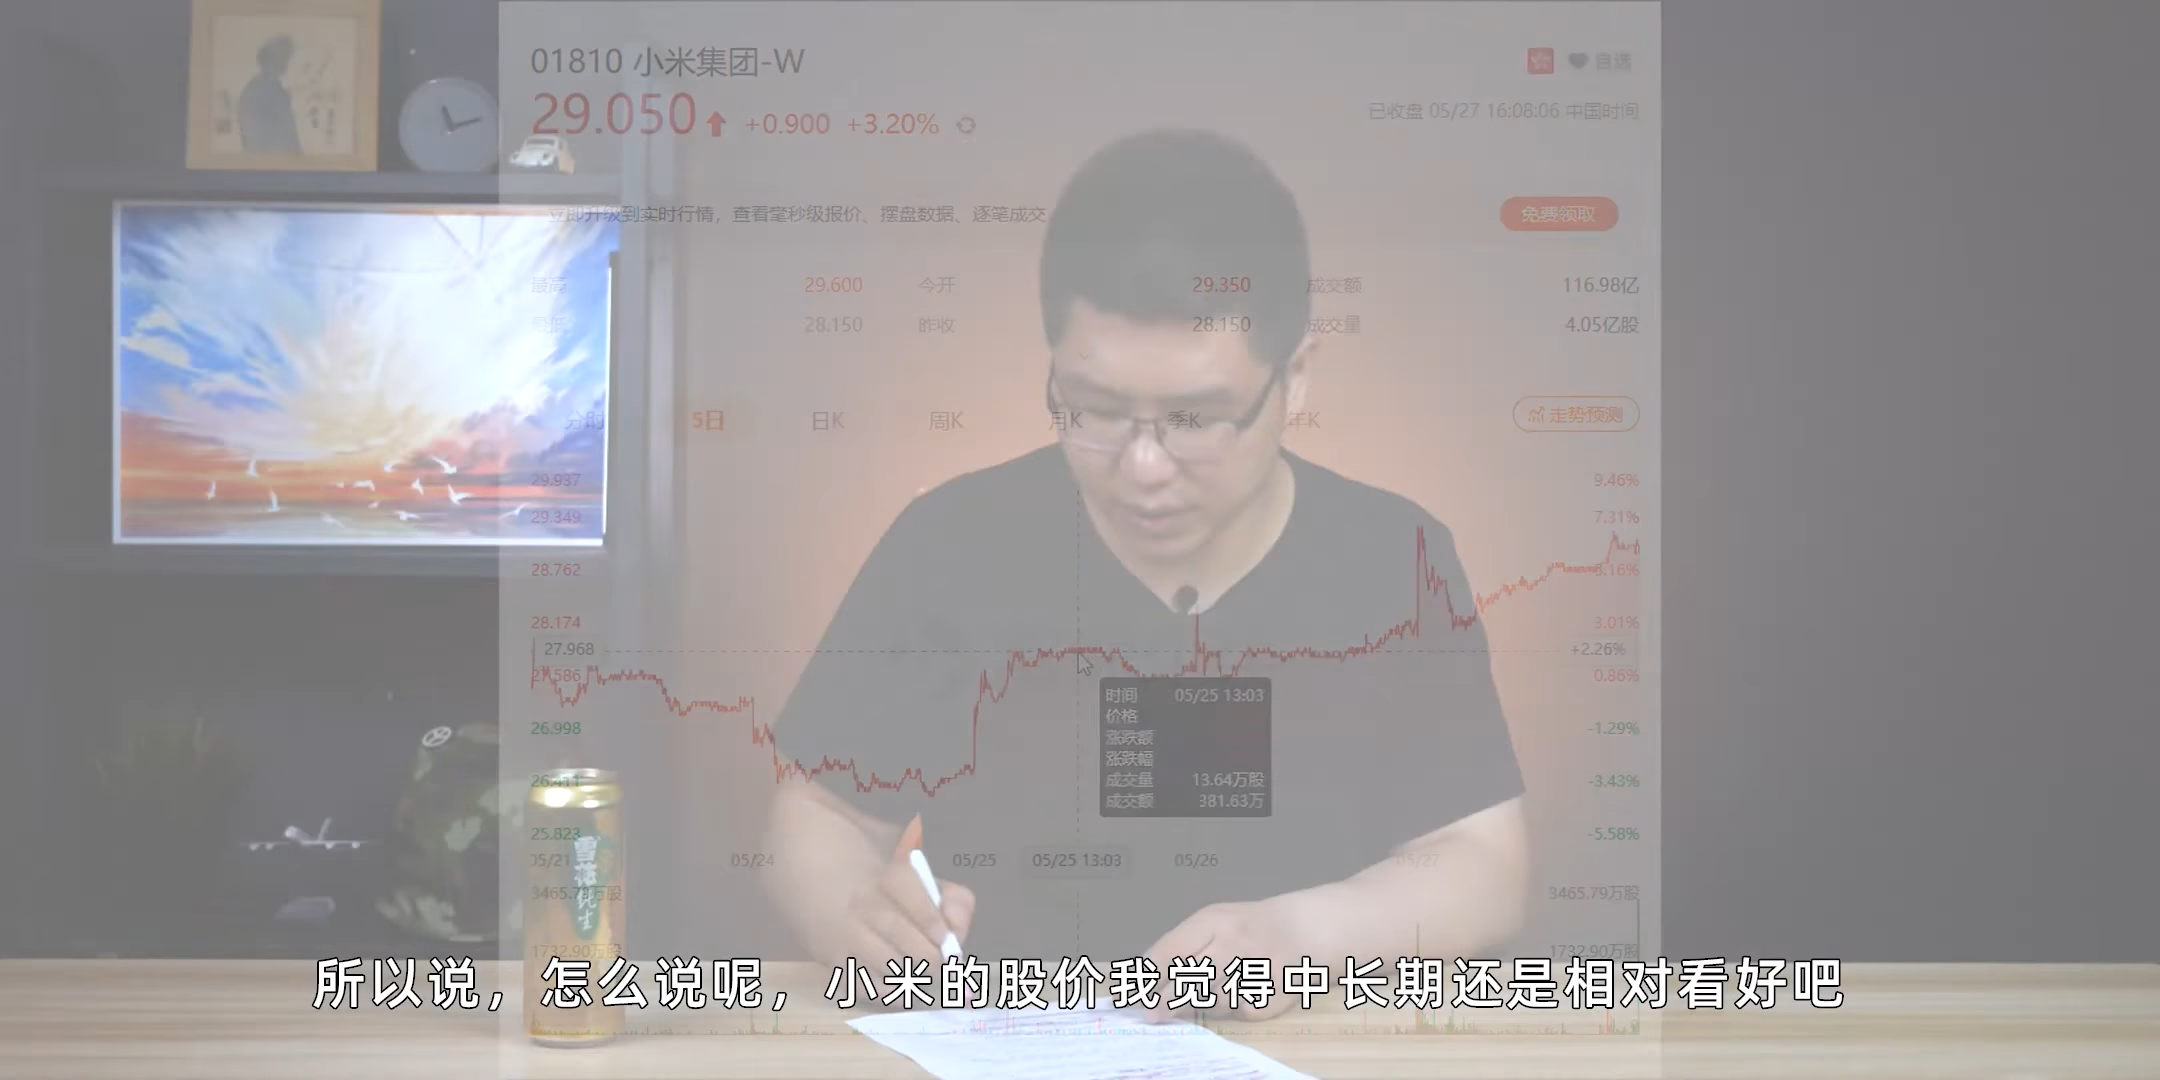 01810 小米集团-W
自选
29.050 +0.900 +3.20%
已收盘 05/27 16:08:06 中国时间
立即升级到实时行情，查看毫秒级报价、摆盘数据、逐笔成交
免费领取
最高 29.600 今开 29.350 成交额 116.98亿
最低 28.150 昨收 28.150 成交量 4.05亿股
分时 5日 日K 周K 月K 季K 年K
走势预测
29.937 9.46%
29.349 7.31%
28.762 5.16%
28.174 3.01%
27.968 +2.26%
27.586 0.86%
时间 05/25 13:03
价格
涨跌额
涨跌幅
成交量 13.64万股
成交额 381.63万
26.998 -1.29%
26.411 -3.43%
25.823 -5.58%
05/21 05/24 05/25 05/25 13:03 05/26 05/27
3465.79万股 3465.79万股
1732.90万股 1732.90万股
雪花纯生
所以说，怎么说呢，小米的股价我觉得中长期还是相对看好吧